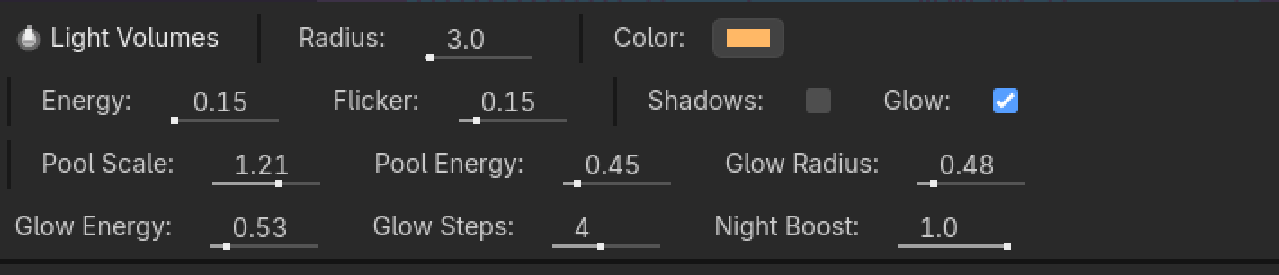 Light Volumes Radius: 3.0 Color:
Energy: 0.15 Flicker: 0.15 Shadows: Glow:
Pool Scale: 1.21 Pool Energy: 0.45 Glow Radius: 0.48
Glow Energy: 0.53 Glow Steps: 4 Night Boost: 1.0